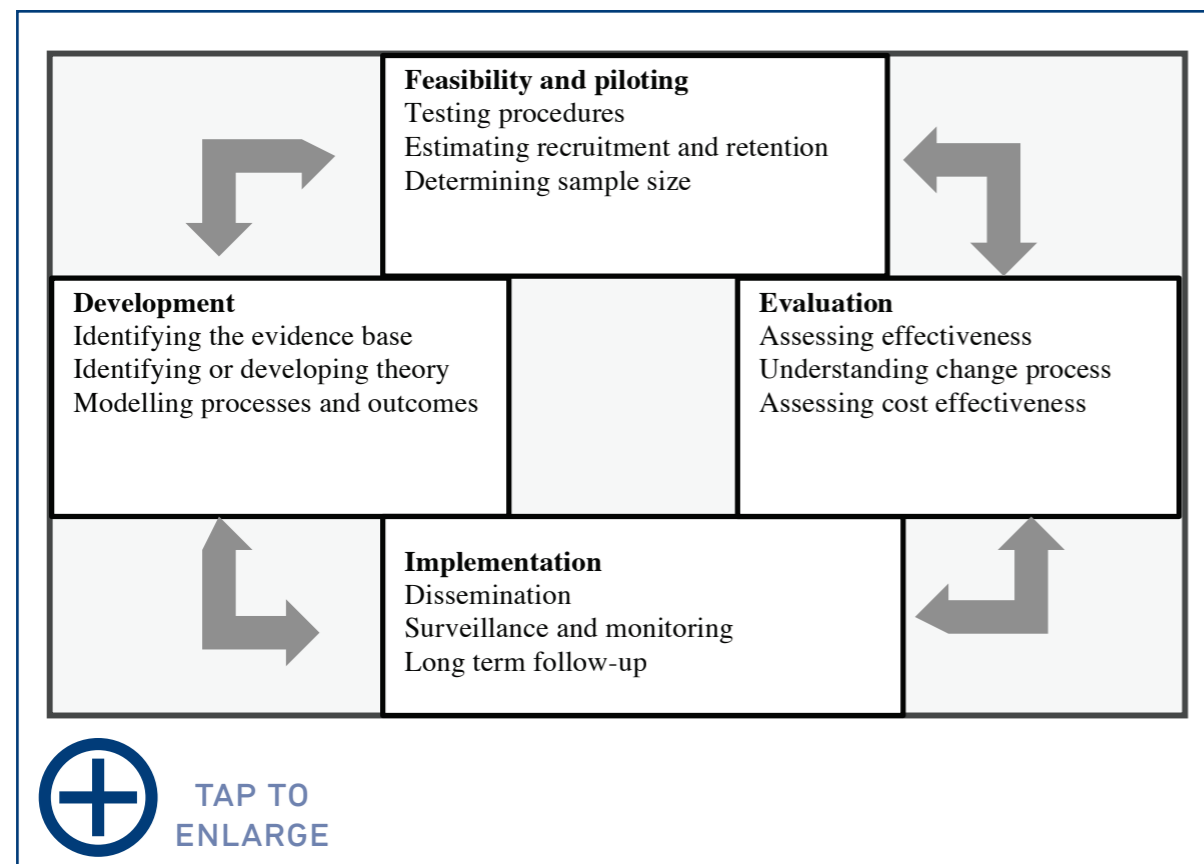 Feasibility and piloting
Testing procedures
Estimating recruitment and retention
Determining sample size
Development
Identifying the evidence base
Identifying or developing theory
Modelling processes and outcomes
Evaluation
Assessing effectiveness
Understanding change process
Assessing cost effectiveness
Implementation
Dissemination
Surveillance and monitoring
Long term follow-up
TAP TO
ENLARGE